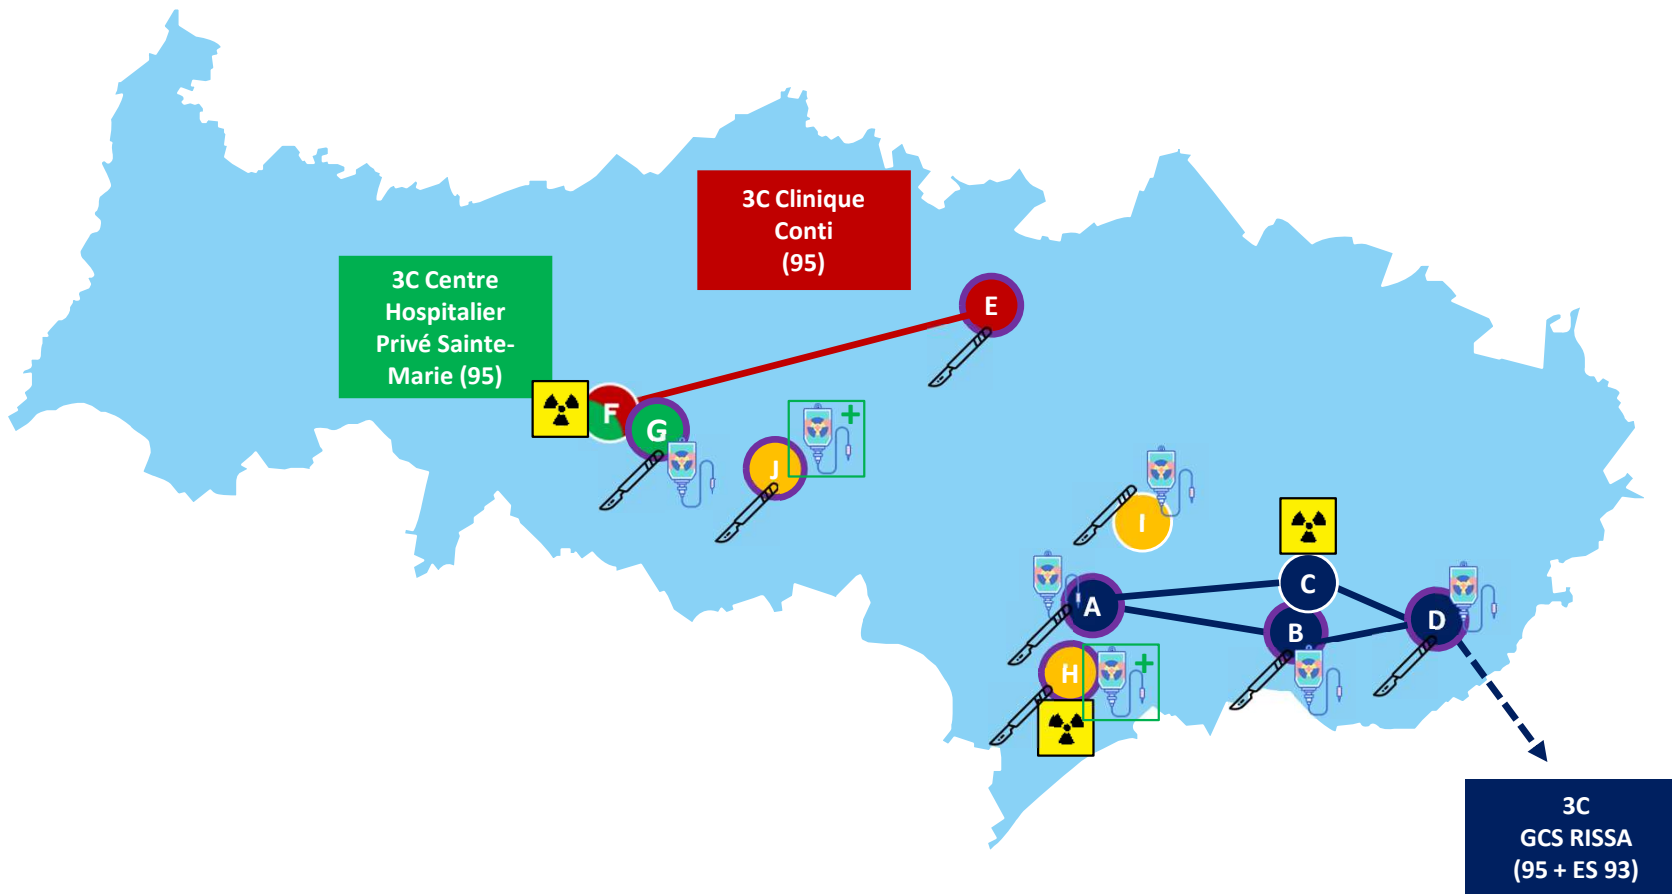 3C Clinique
Conti
(95)
3C Centre
Hospitalier
Privé Sainte-
Marie (95)
E
F
G
J
+
I
C
A
B
D
H
+
3C
GCS RISSA
(95 + ES 93)